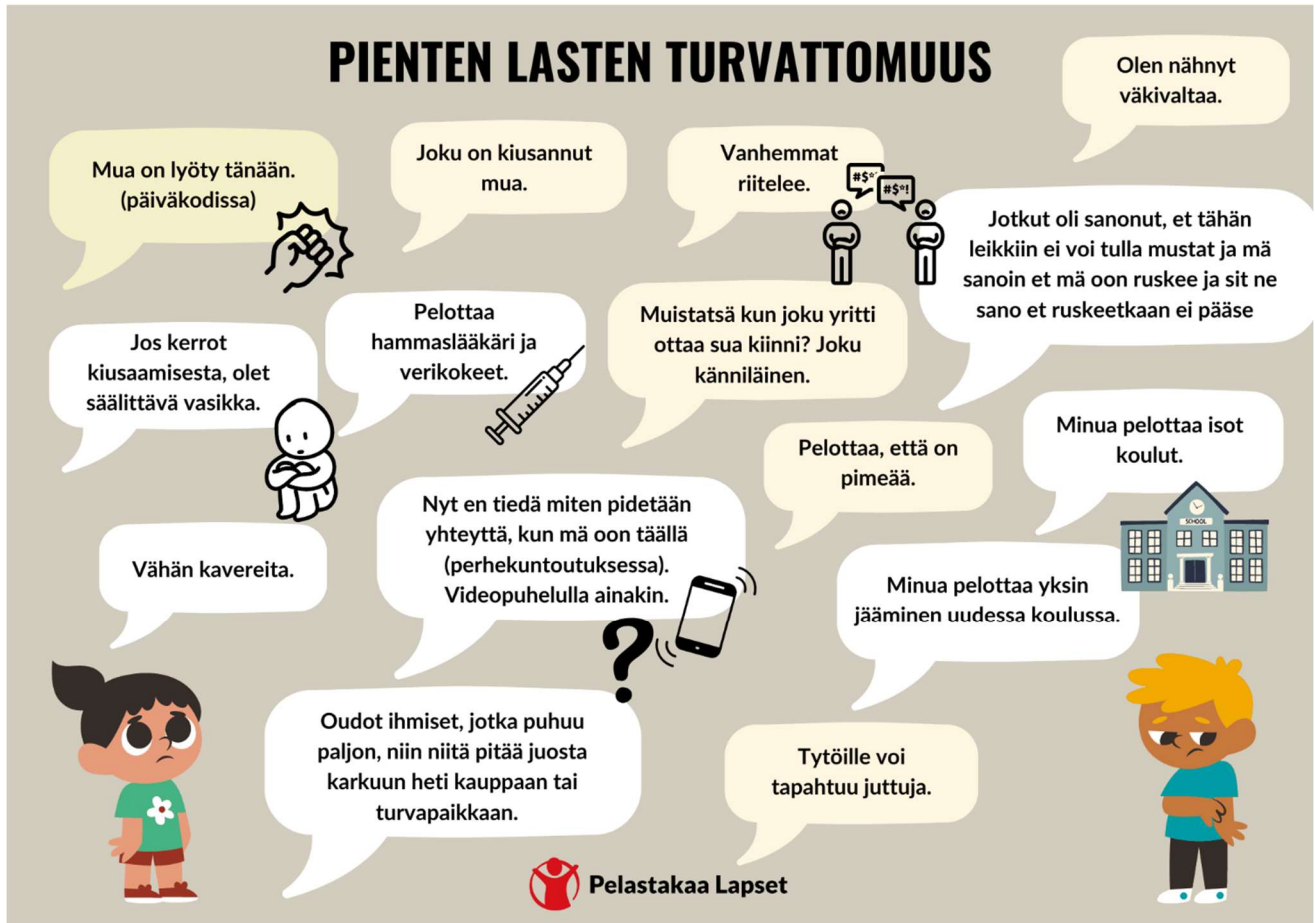 PIENTEN LASTEN TURVATTOMUUS
Olen nähnyt
väkivaltaa.
Mua on lyöty tänään.
(päiväkodissa)
Joku on kiusannut
mua.
Vanhemmat
riitelee.
#$*!
#$*!
Jotkut oli sanonut, et tähän
leikkiin ei voi tulla mustat ja mä
sanoin et mä oon ruskee ja sit ne
sano et ruskeetkaan ei pääse
Jos kerrot
kiusaamisesta, olet
säälittävä vasikka.
Pelottaa
hammaslääkäri ja
verikokeet.
Muistatsä kun joku yritti
ottaa sua kiinni? Joku
känniläinen.
Pelottaa, että on
pimeää.
Minua pelottaa isot
koulut.
SCHOOL
Vähän kavereita.
Nyt en tiedä miten pidetään
yhteyttä, kun mä oon täällä
(perhekuntoutuksessa).
Videopuhelulla ainakin.
?
Minua pelottaa yksin
jääminen uudessa koulussa.
Oudot ihmiset, jotka puhuu
paljon, niin niitä pitää juosta
karkuun heti kauppaan tai
turvapaikkaan.
Tytöille voi
tapahtuu juttuja.
Pelastakaa Lapset